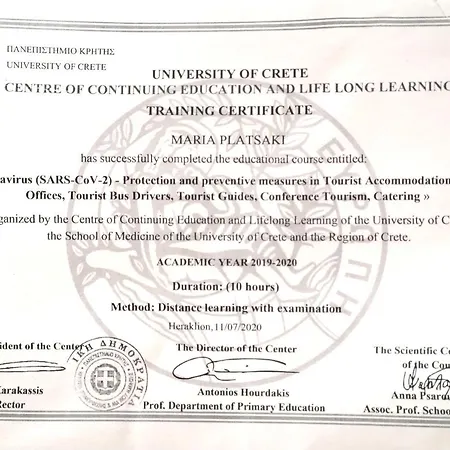 ΠΑΝΕΠΙΣΤΗΜΙΟ ΚΡΗΤΗΣ
UNIVERSITY OF CRETE
UNIVERSITY OF CRETE
CENTRE OF CONTINUING EDUCATION AND LIFE LONG LEARNING
TRAINING CERTIFICATE
MARIA PLATSAKI
has successfully completed the educational course entitled:
avirus (SARS-CoV-2) - Protection and preventive measures in Tourist Accommodation
Offices, Tourist Bus Drivers, Tourist Guides, Conference Tourism, Catering »
rganized by the Centre of Continuing Education and Lifelong Learning of the University of C
the School of Medicine of the University of Crete and the Region of Crete.
ACADEMIC YEAR 2019-2020
Duration: (10 hours)
Method: Distance learning with examination
Heraklion, 11/07/2020
sident of the Center
The Director of the Center
The Scientific Co
of the Cou
ΙΚΗ ΔΗΜΟΚΡΑΤΙΑ
Karakassis
Rector
Antonios Hourdakis
Prof. Department of Primary Education
Anna Psarou
Assoc. Prof. School